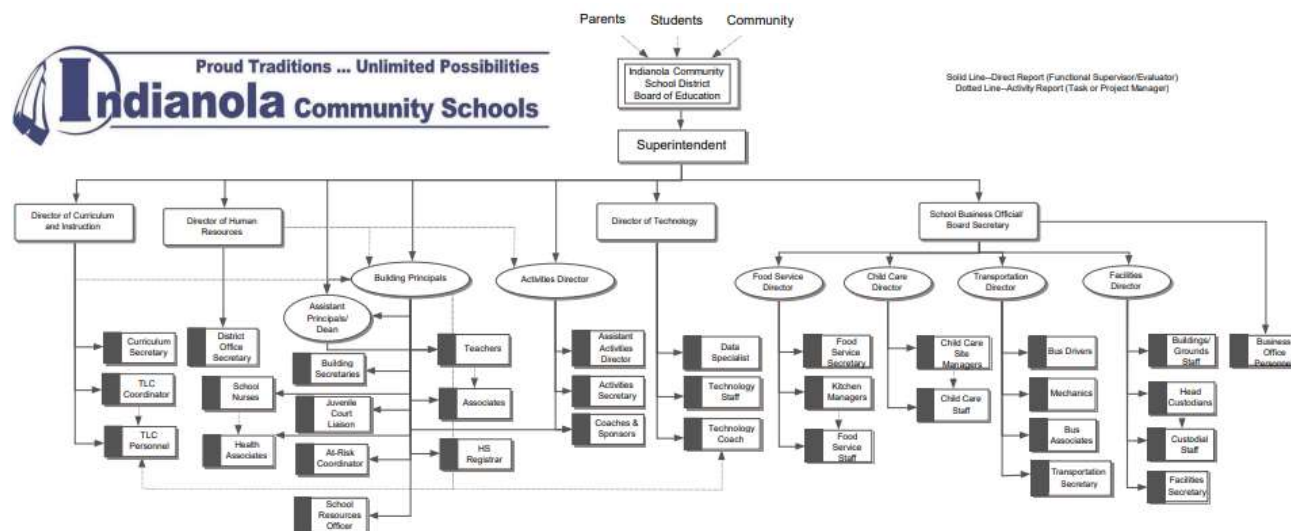 Parents Students Community
Proud Traditions ... Unlimited Possibilities
Indianola Community Schools
Indianola Community
School District
Board of Education
Solid Line--Direct Report (Functional Supervisor/Evaluator)
Dotted Line--Activity Report (Task or Project Manager)
Superintendent
Director of Curriculum
and Instruction
Director of Human
Resources
Director of Technology
School Business Official/
Board Secretary
Building Principals
Activities Director
Food Service
Director
Child Care
Director
Transportation
Director
Facilities
Director
Assistant
Principals/
Dean
Curriculum
Secretary
TLC
Coordinator
TLC
Personnel
District
Office
Secretary
School
Nurses
Health
Associates
Building
Secretaries
Juvenile Court
Liaison
At-Risk
Coordinator
School
Resources
Officer
Teachers
Associates
HS
Registrar
Assistant
Activities
Director
Activities
Secretary
Coaches &
Sponsors
Data
Specialist
Technology
Staff
Technology
Coach
Food
Service
Secretary
Kitchen
Managers
Food
Service
Staff
Child Care
Site
Managers
Child Care
Staff
Bus Drivers
Mechanics
Bus
Associates
Transportation
Secretary
Buildings/
Grounds
Staff
Head
Custodians
Custodial
Staff
Facilities
Secretary
Business
Office
Personnel